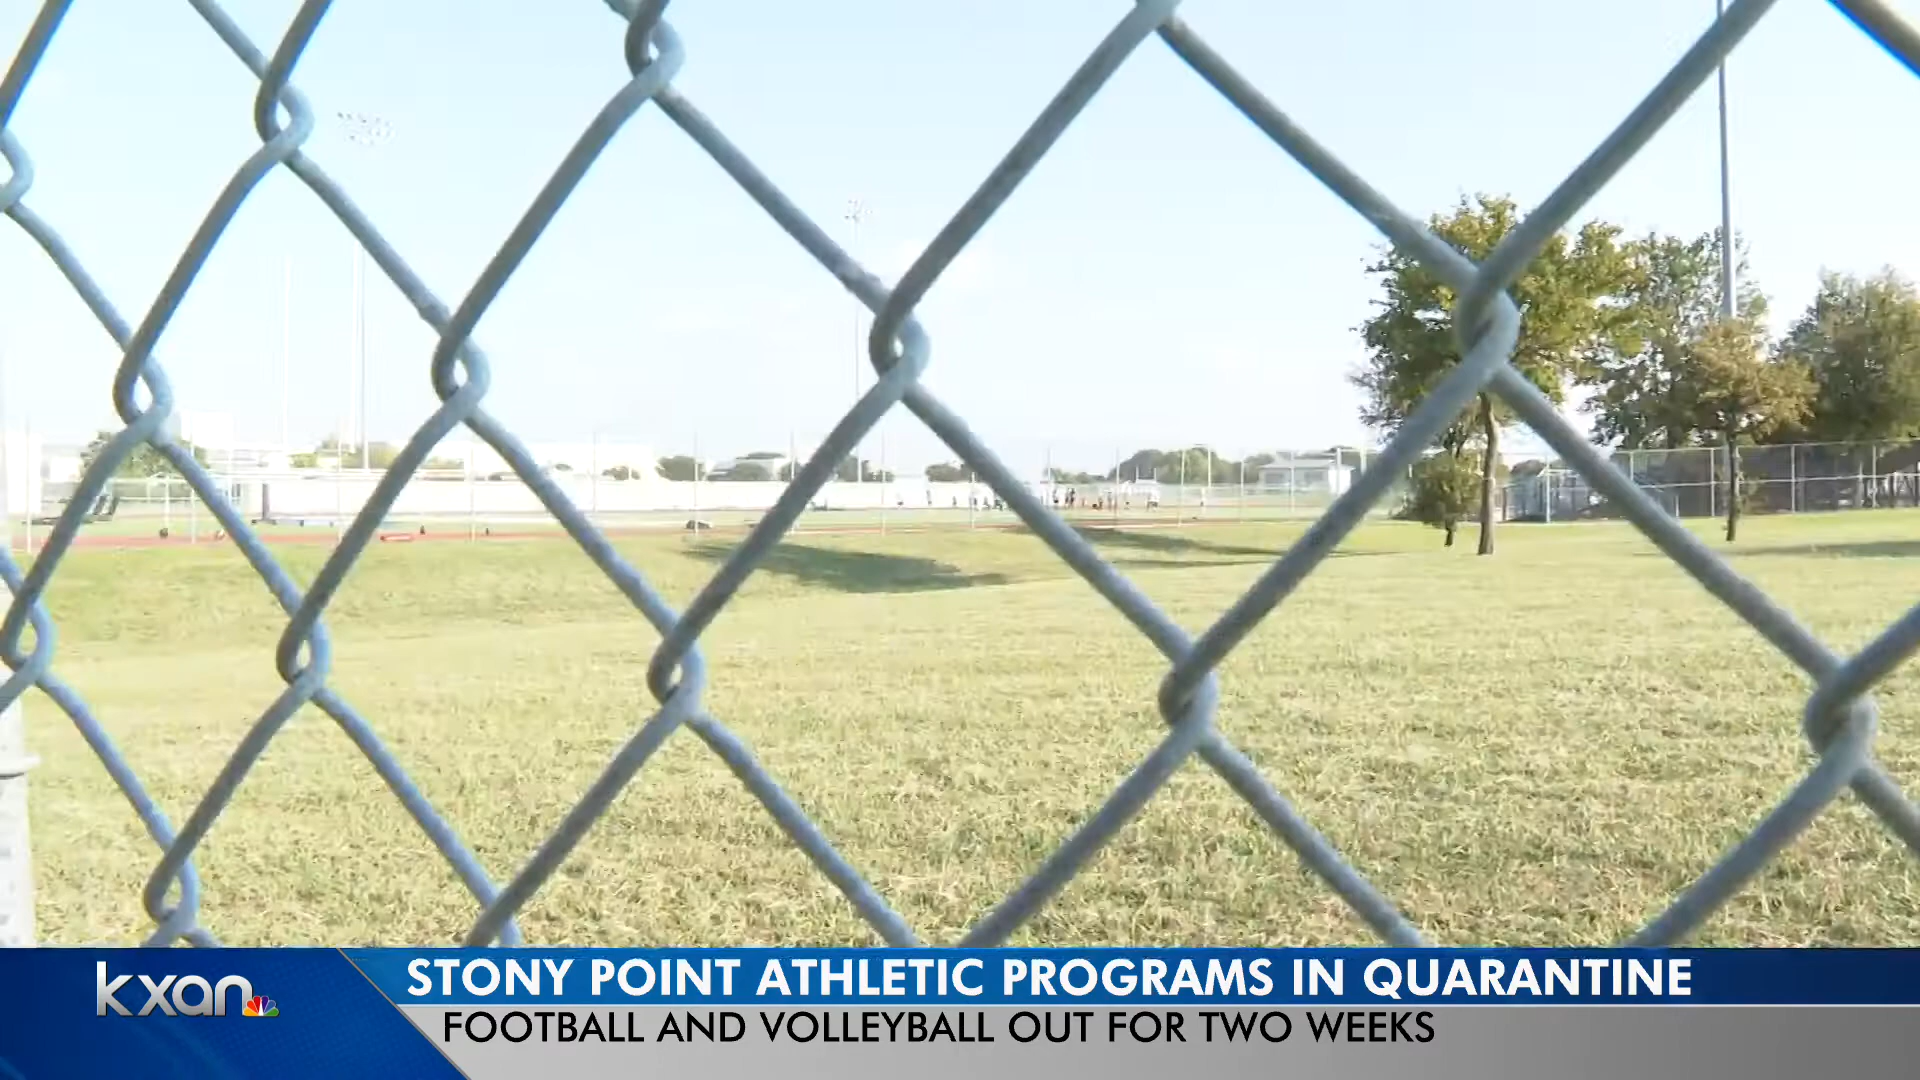 kxan
STONY POINT ATHLETIC PROGRAMS IN QUARANTINE
FOOTBALL AND VOLLEYBALL OUT FOR TWO WEEKS